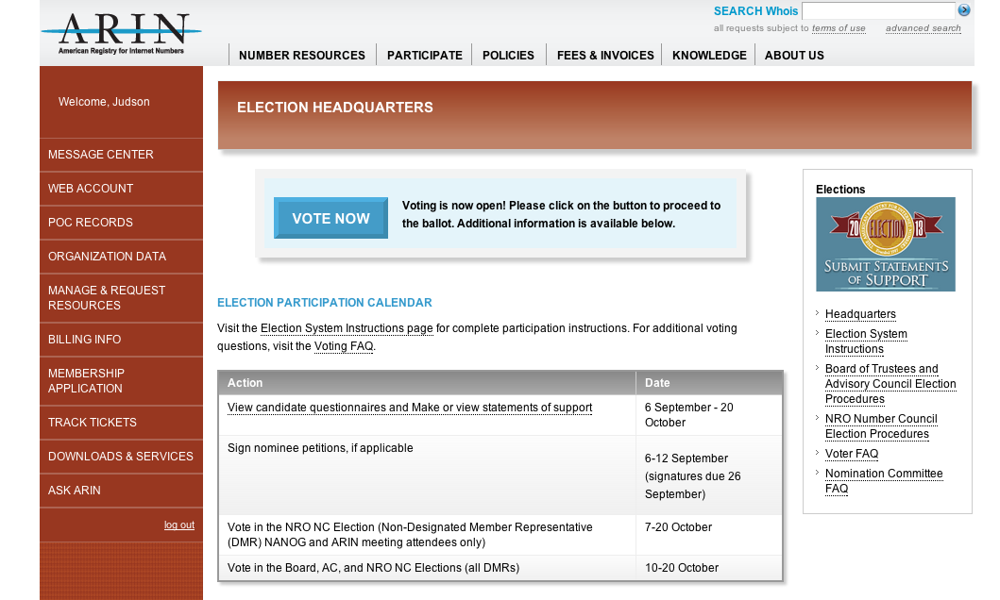 ARIN
American Registry for Internet Numbers
SEARCH Whois
all requests subject to terms of use advanced search
NUMBER RESOURCES PARTICIPATE POLICIES FEES & INVOICES KNOWLEDGE ABOUT US
Welcome, Judson
MESSAGE CENTER
WEB ACCOUNT
POC RECORDS
ORGANIZATION DATA
MANAGE & REQUEST
RESOURCES
BILLING INFO
MEMBERSHIP
APPLICATION
TRACK TICKETS
DOWNLOADS & SERVICES
ASK ARIN
log out
ELECTION HEADQUARTERS
VOTE NOW
Voting is now open! Please click on the button to proceed to
the ballot. Additional information is available below.
ELECTION PARTICIPATION CALENDAR
Visit the Election System Instructions page for complete participation instructions. For additional voting
questions, visit the Voting FAQ.
Action Date
View candidate questionnaires and Make or view statements of support 6 September - 20
October
Sign nominee petitions, if applicable
6-12 September
(signatures due 26
September)
Vote in the NRO NC Election (Non-Designated Member Representative 7-20 October
(DMR) NANOG and ARIN meeting attendees only)
Vote in the Board, AC, and NRO NC Elections (all DMRs) 10-20 October
Elections
20 ELECTION 13
SUBMIT STATEMENTS
OF SUPPORT
Headquarters
Election System
Instructions
Board of Trustees and
Advisory Council Election
Procedures
NRO Number Council
Election Procedures
Voter FAQ
Nomination Committee
FAQ